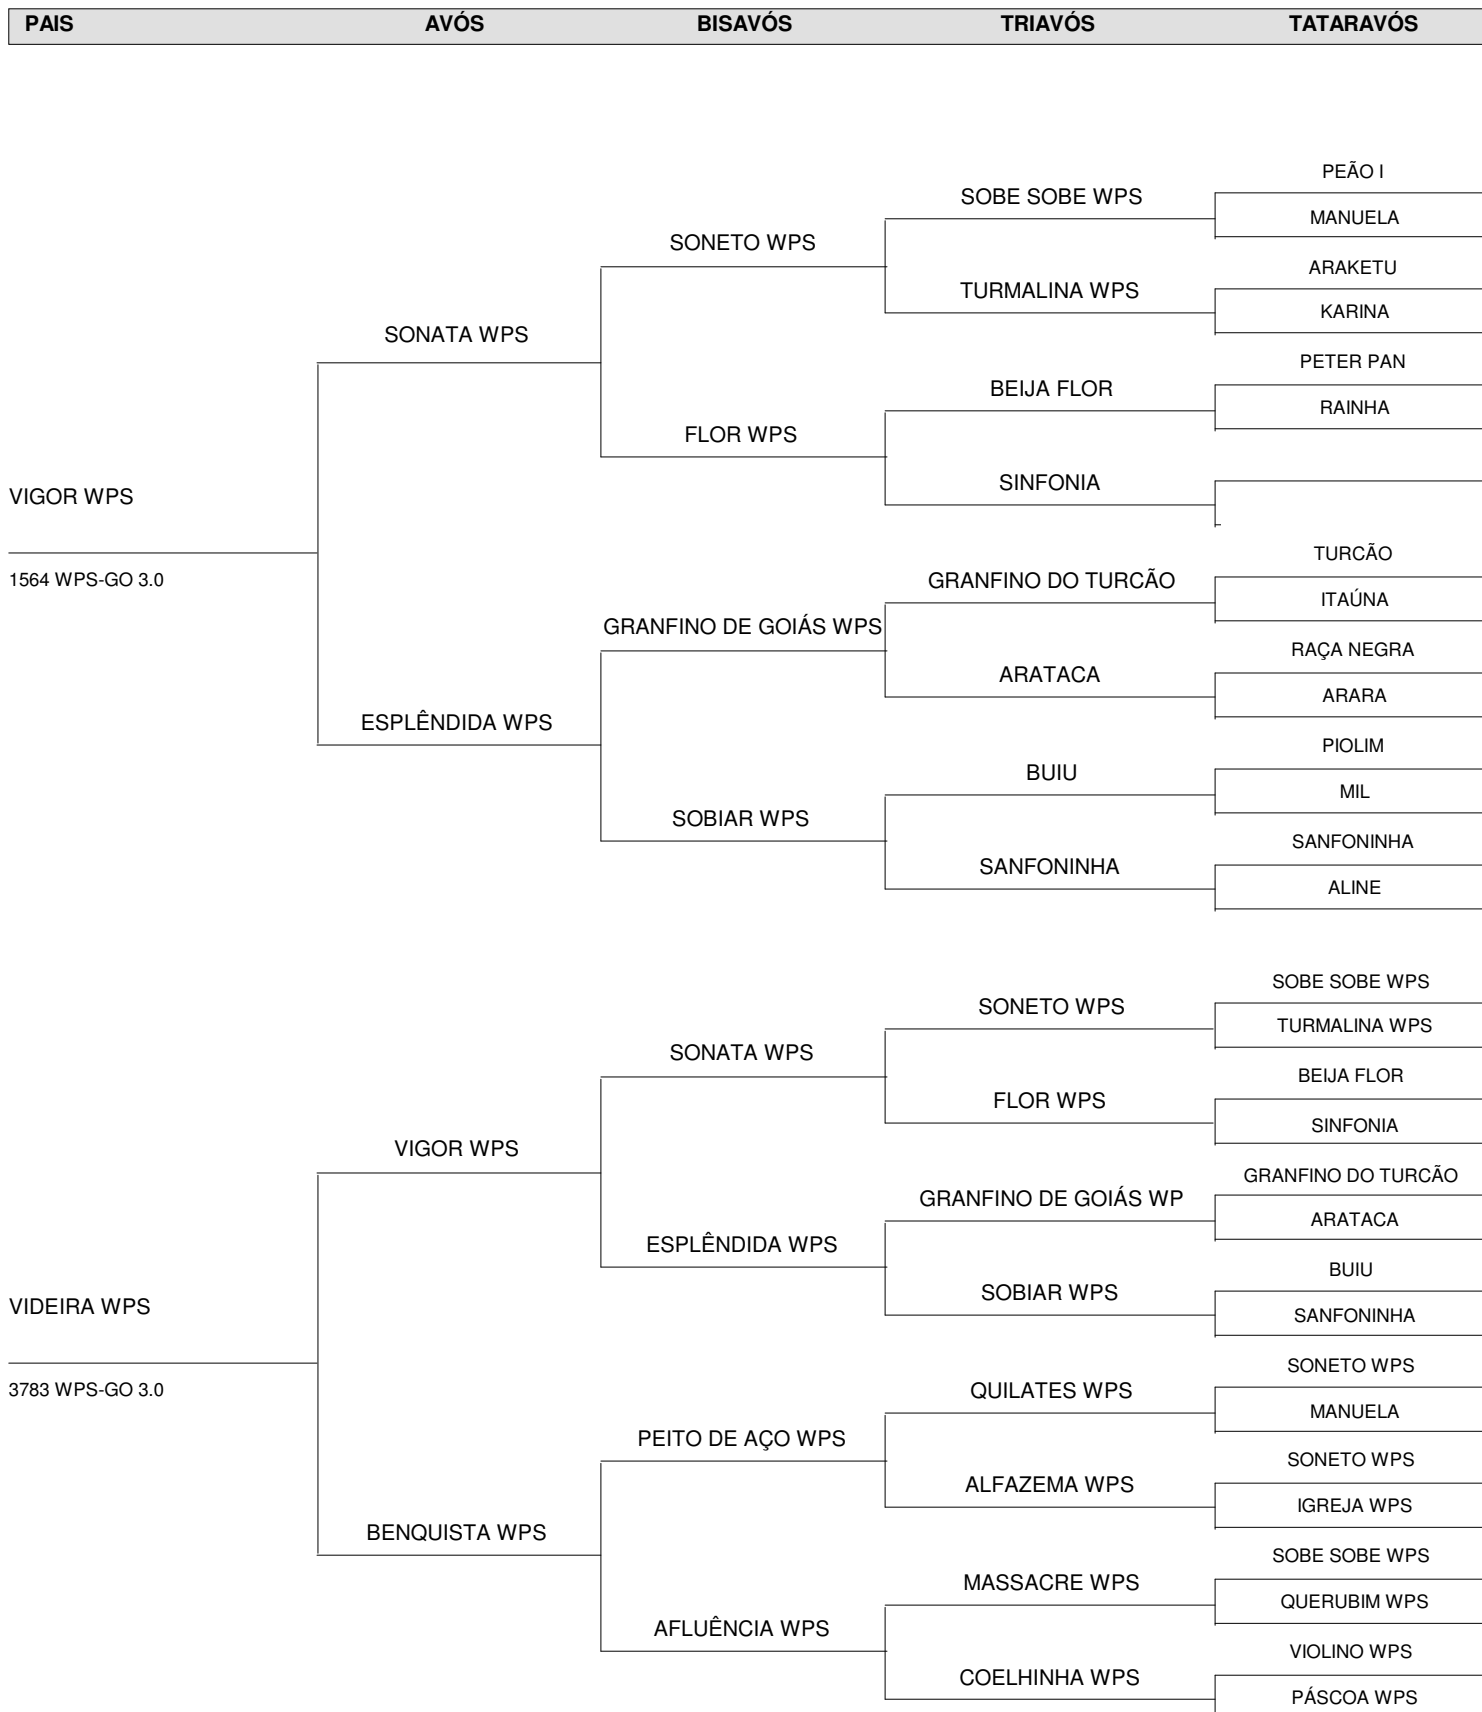 PAIS AVÓS BISAVÓS TRIAVÓS TATARAVÓS
PEÃO I
SOBE SOBE WPS
MANUELA
SONETO WPS
ARAKETU
TURMALINA WPS
KARINA
SONATA WPS
PETER PAN
BEIJA FLOR
RAINHA
FLOR WPS
SINFONIA
VIGOR WPS
TURCÃO
1564 WPS-GO 3.0
GRANFINO DO TURCÃO
ITAÚNA
GRANFINO DE GOIÁS WPS
RAÇA NEGRA
ARATACA
ARARA
ESPLÊNDIDA WPS
PIOLIM
BUIU
MIL
SOBIAR WPS
SANFONINHA
SANFONINHA
ALINE
SOBE SOBE WPS
SONETO WPS
TURMALINA WPS
SONATA WPS
BEIJA FLOR
FLOR WPS
SINFONIA
VIGOR WPS
GRANFINO DO TURCÃO
GRANFINO DE GOIÁS WP
ARATACA
ESPLÊNDIDA WPS
BUIU
SOBIAR WPS
VIDEIRA WPS
SANFONINHA
SONETO WPS
3783 WPS-GO 3.0
QUILATES WPS
MANUELA
PEITO DE AÇO WPS
SONETO WPS
ALFAZEMA WPS
IGREJA WPS
BENQUISTA WPS
SOBE SOBE WPS
MASSACRE WPS
QUERUBIM WPS
AFLUÊNCIA WPS
VIOLINO WPS
COELHINHA WPS
PÁSCOA WPS